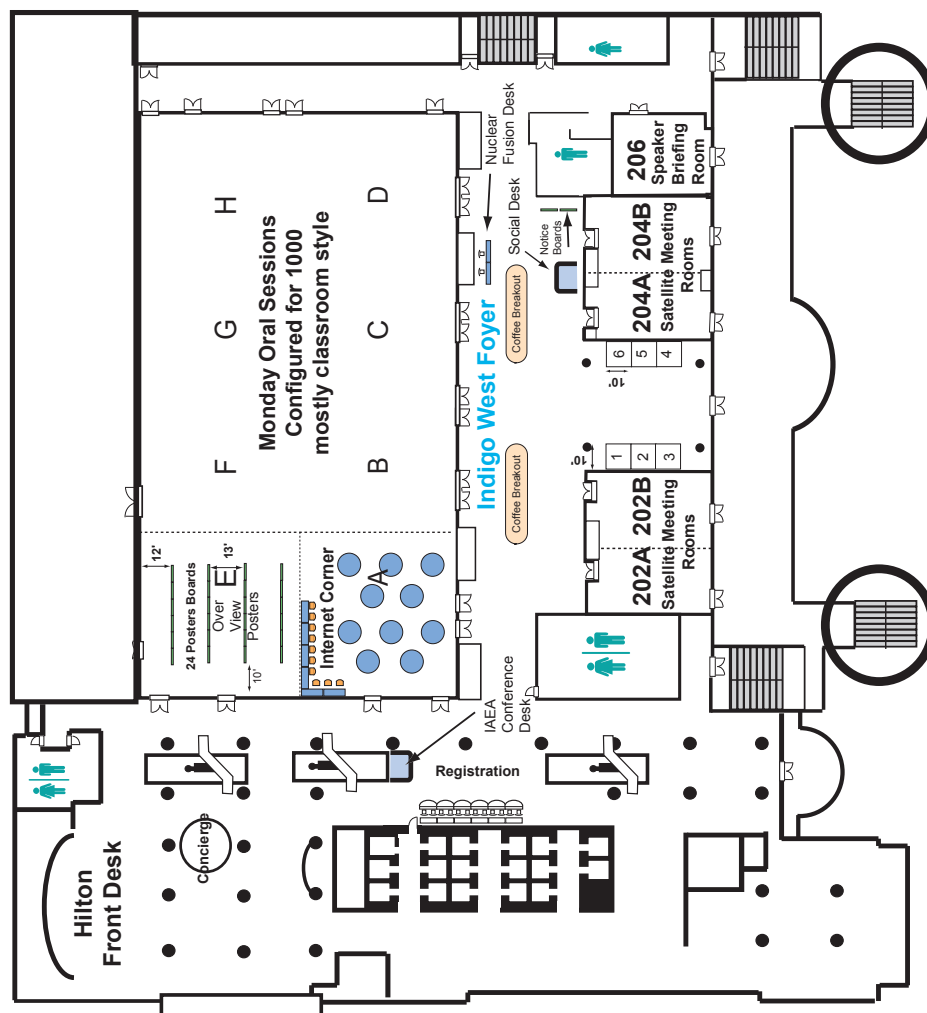 Nuclear
Fusion Desk
206
Speaker
Briefing
Room
H
D
Monday Oral Sessions
Configured for 1000
mostly classroom style
G
C
F
B
Social Desk
Notice
Boards
204A 204B
Satellite Meeting
Rooms
Coffee Breakout
Indigo West Foyer
Coffee Breakout
6
5
4
10'
10'
1
2
3
202A 202B
Satellite Meeting
Rooms
12'
13'
24 Posters Boards
E
Over
View
Posters
10'
Internet Corner
A
IAEA
Conference
Desk
Registration
Concierge
Hilton
Front Desk